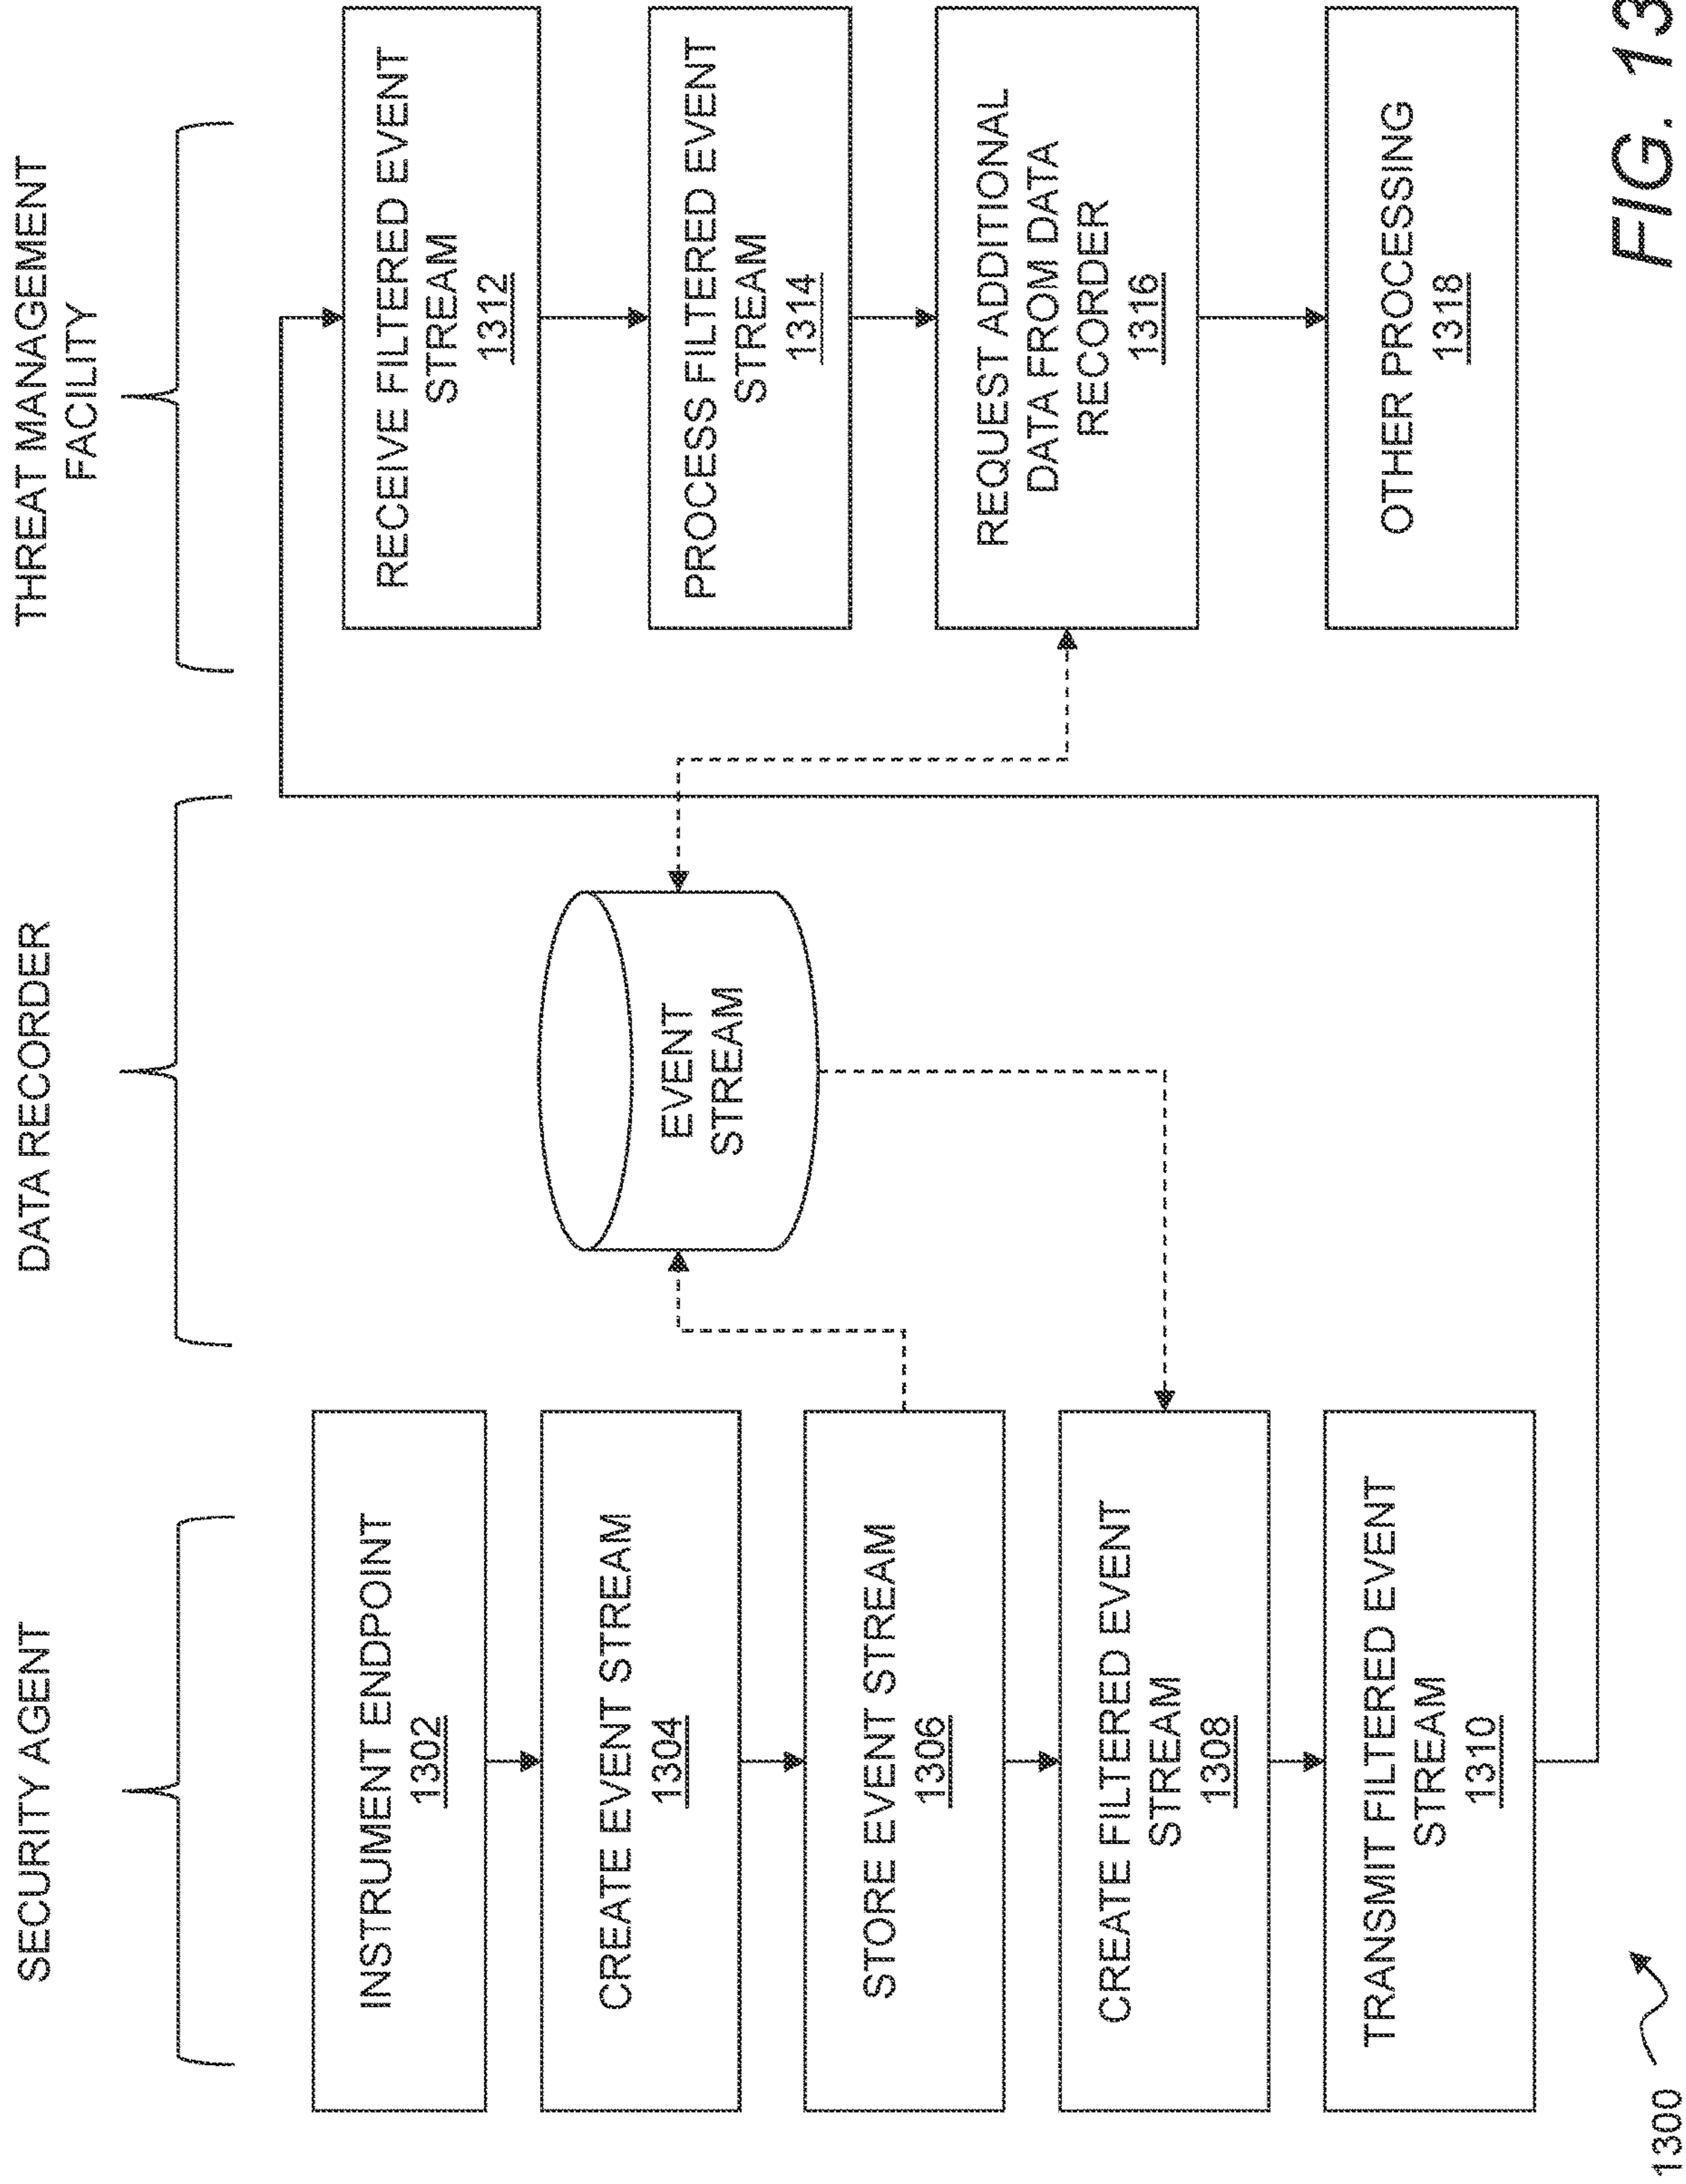 SECURITY AGENT
DATA RECORDER
THREAT MANAGEMENT
FACILITY
INSTRUMENT ENDPOINT
1302
CREATE EVENT STREAM
1304
STORE EVENT STREAM
1306
CREATE FILTERED EVENT
STREAM
1308
TRANSMIT FILTERED EVENT
STREAM
1310
EVENT
STREAM
RECEIVE FILTERED EVENT
STREAM
1312
PROCESS FILTERED EVENT
STREAM
1314
REQUEST ADDITIONAL
DATA FROM DATA
RECORDER
1316
OTHER PROCESSING
1318
1300
FIG. 13